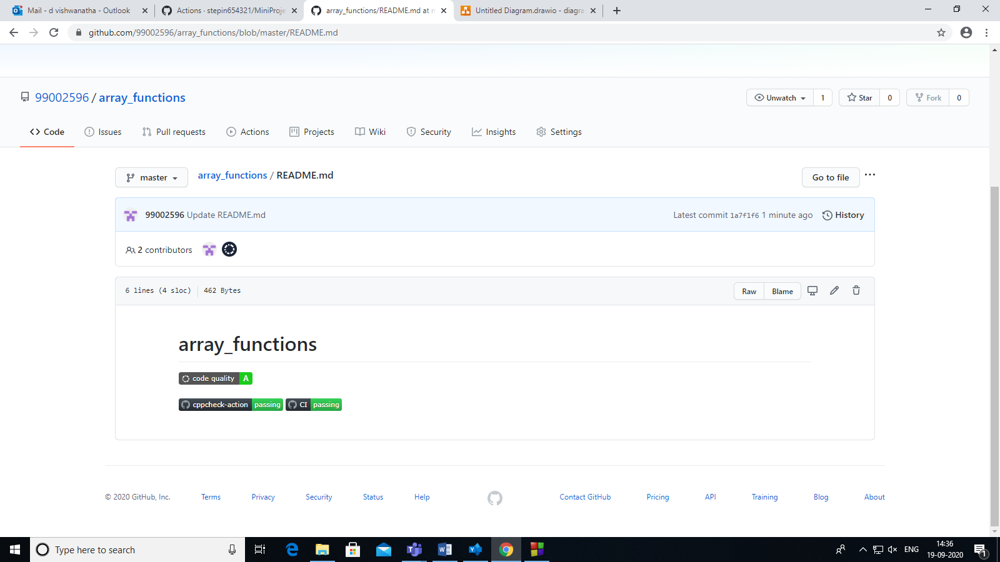 Mail - d vishwanatha - Outlook
Actions · stepin654321/MiniProje
array_functions/README.md at m
Untitled Diagram.drawio - diagra
github.com/99002596/array_functions/blob/master/README.md
99002596 / array_functions
Unwatch 1
Star 0
Fork 0
Code
Issues
Pull requests
Actions
Projects
Wiki
Security
Insights
Settings
master
array_functions / README.md
Go to file
99002596 Update README.md
Latest commit 1a7f1f6 1 minute ago
History
2 contributors
6 lines (4 sloc)
462 Bytes
Raw
Blame
array_functions
code quality A
cppcheck-action passing
CI passing
© 2020 GitHub, Inc.
Terms
Privacy
Security
Status
Help
Contact GitHub
Pricing
API
Training
Blog
About
Type here to search
ENG
14:36
19-09-2020
1